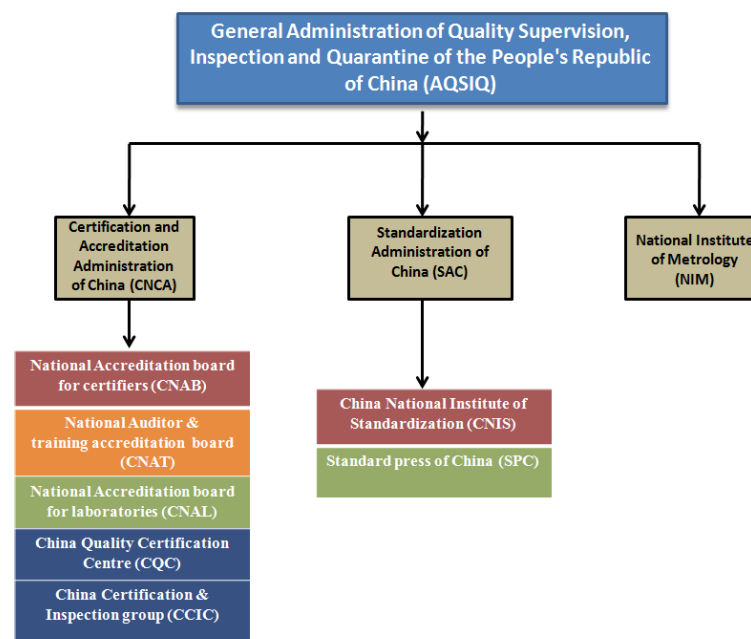 General Administration of Quality Supervision,
Inspection and Quarantine of the People's Republic
of China (AQSIQ)
Certification and
Accreditation
Administration
of China (CNCA)
Standardization
Administration of
China (SAC)
National Institute
of Metrology
(NIM)
National Accreditation board
for certifiers (CNAB)
National Auditor &
training accreditation board
(CNAT)
National Accreditation board
for laboratories (CNAL)
China Quality Certification
Centre (CQC)
China Certification &
Inspection group (CCIC)
China National Institute of
Standardization (CNIS)
Standard press of China (SPC)